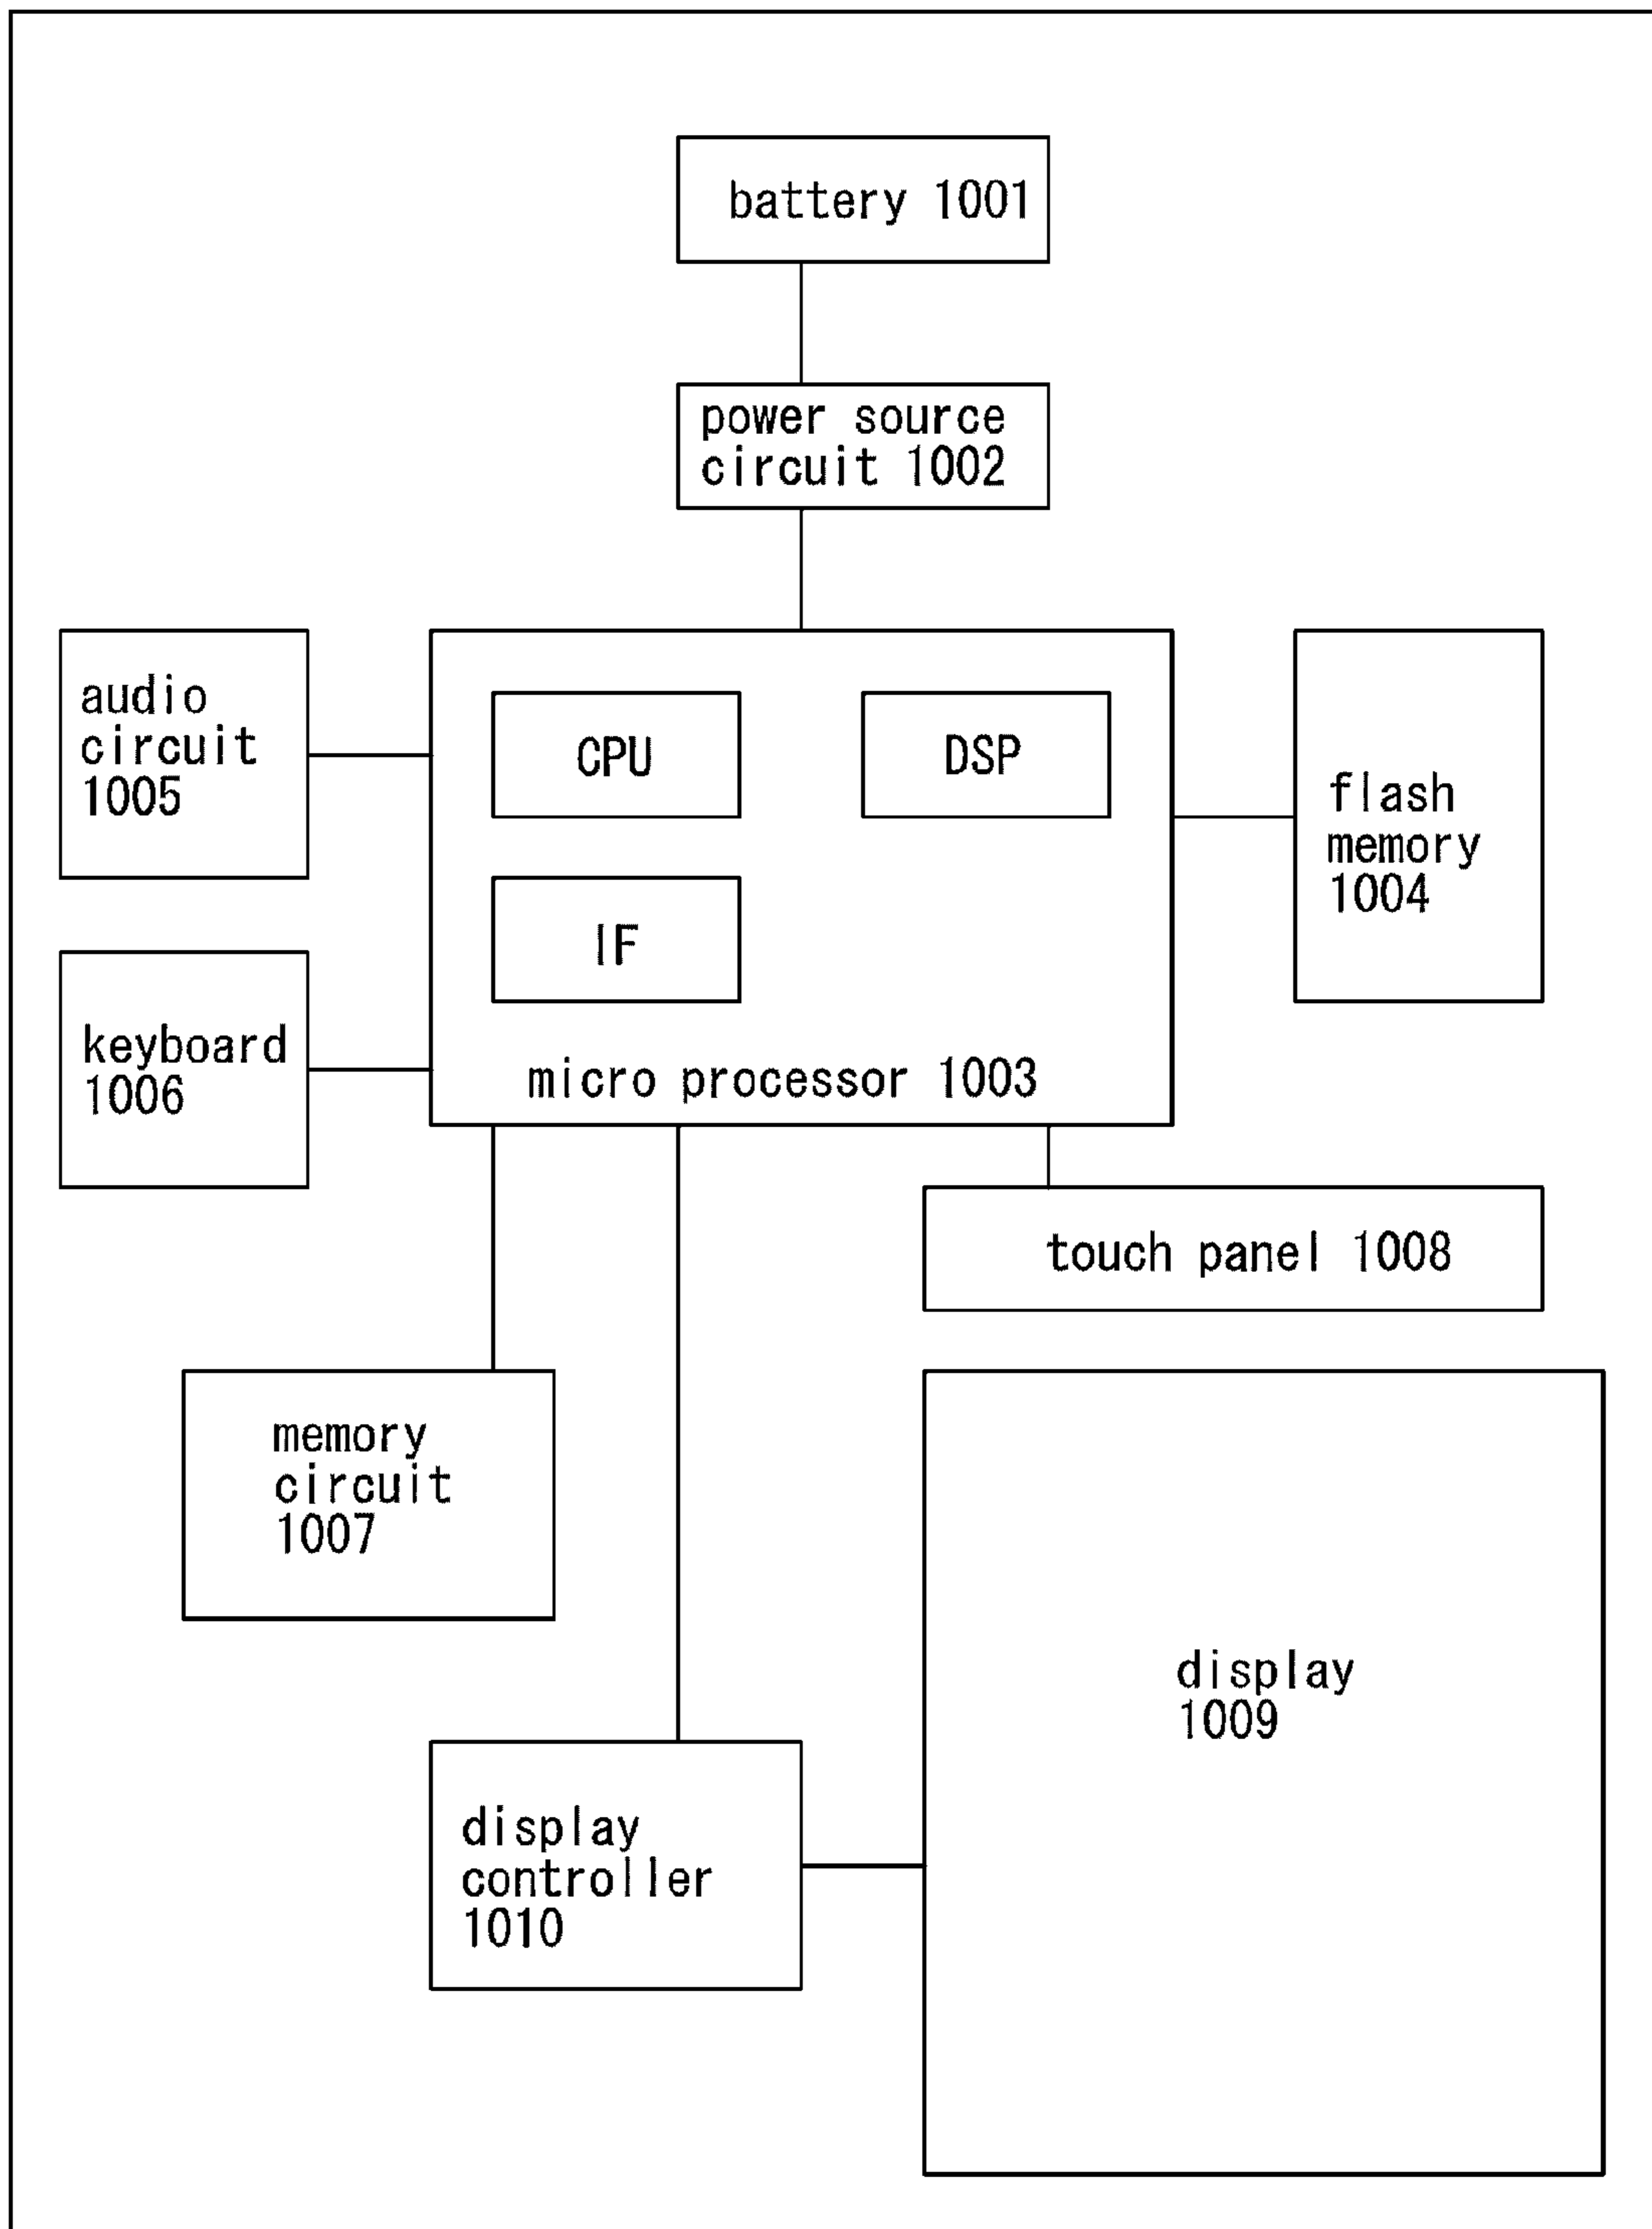 battery 1001
power source
circuit 1002
audio
circuit
1005
CPU
DSP
flash
memory
1004
IF
keyboard
1006
micro processor 1003
touch panel 1008
memory
circuit
1007
display
1009
display
controller
1010